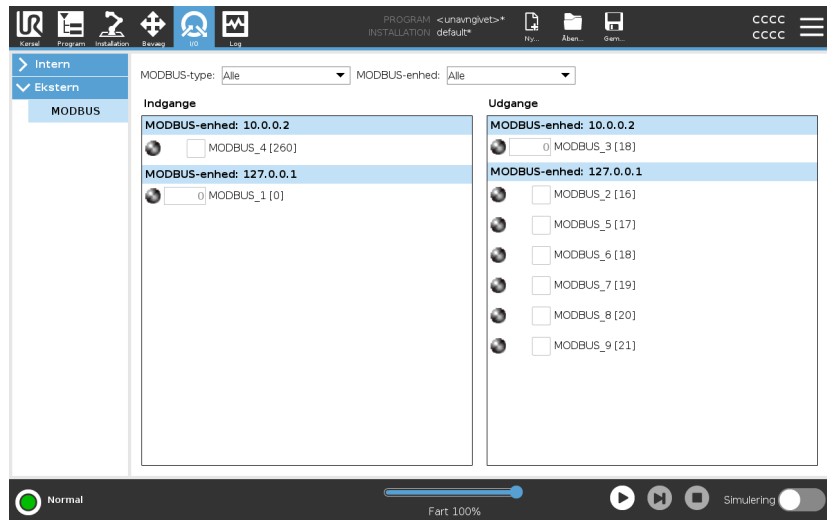 UR
PROGRAM <unavngivet>*
INSTALLATION default*
CCCC
CCCC
Kørsel Program Installation Bevæg I/O Log Ny... Åben... Gem...
Intern
Ekstern
MODBUS
MODBUS-type: Alle MODBUS-enhed: Alle
Indgange
MODBUS-enhed: 10.0.0.2
MODBUS_4 [260]
MODBUS-enhed: 127.0.0.1
0 MODBUS_1 [0]
Udgange
MODBUS-enhed: 10.0.0.2
0 MODBUS_3 [18]
MODBUS-enhed: 127.0.0.1
MODBUS_2 [16]
MODBUS_5 [17]
MODBUS_6 [18]
MODBUS_7 [19]
MODBUS_8 [20]
MODBUS_9 [21]
Normal
Fart 100%
Simulering